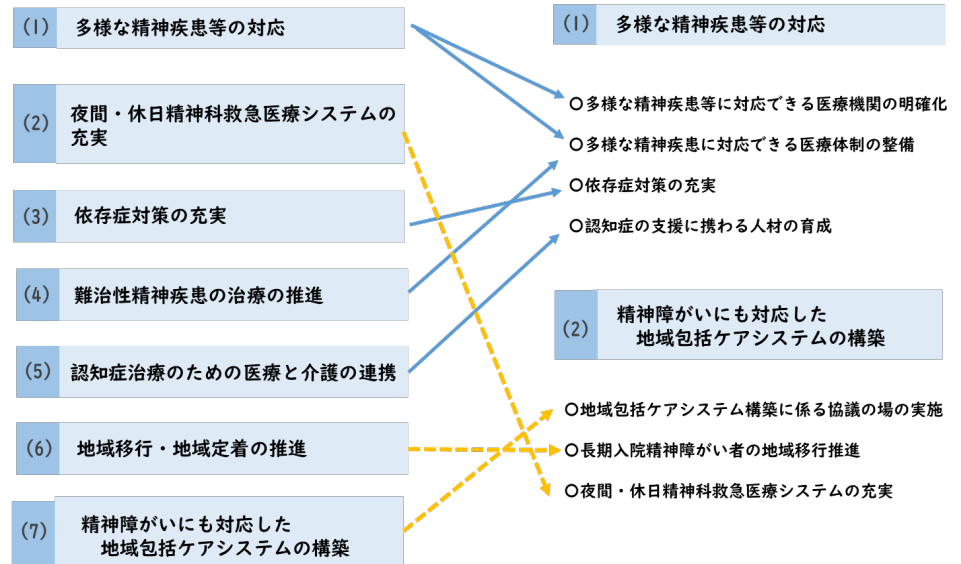 (1) 多様な精神疾患等の対応
(2) 夜間・休日精神科救急医療システムの
充実
(3) 依存症対策の充実
(4) 難治性精神疾患の治療の推進
(5) 認知症治療のための医療と介護の連携
(6) 地域移行・地域定着の推進
(7) 精神障がいにも対応した
地域包括ケアシステムの構築
(1) 多様な精神疾患等の対応
〇多様な精神疾患等に対応できる医療機関の明確化
〇多様な精神疾患に対応できる医療体制の整備
〇依存症対策の充実
〇認知症の支援に携わる人材の育成
(2) 精神障がいにも対応した
地域包括ケアシステムの構築
〇地域包括ケアシステム構築に係る協議の場の実施
〇長期入院精神障がい者の地域移行推進
〇夜間・休日精神科救急医療システムの充実